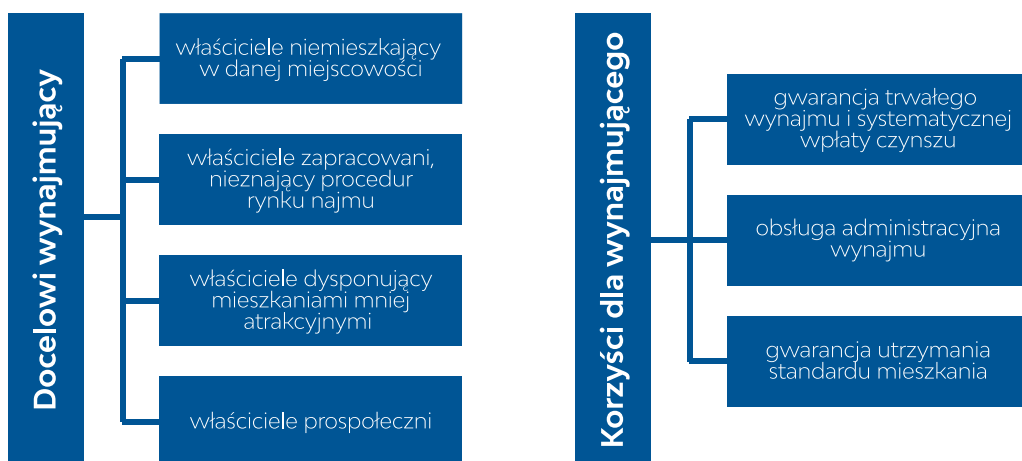 Docelowi wynajmujący
właściciele niemieszkający
w danej miejscowości
właściciele zapracowani,
nieznający procedur
rynku najmu
właściciele dysponujący
mieszkaniami mniej
atrakcyjnymi
właściciele prospołeczni
Korzyści dla wynajmującego
gwarancja trwałego
wynajmu i systematycznej
wpłaty czynszu
obsługa administracyjna
wynajmu
gwarancja utrzymania
standardu mieszkania